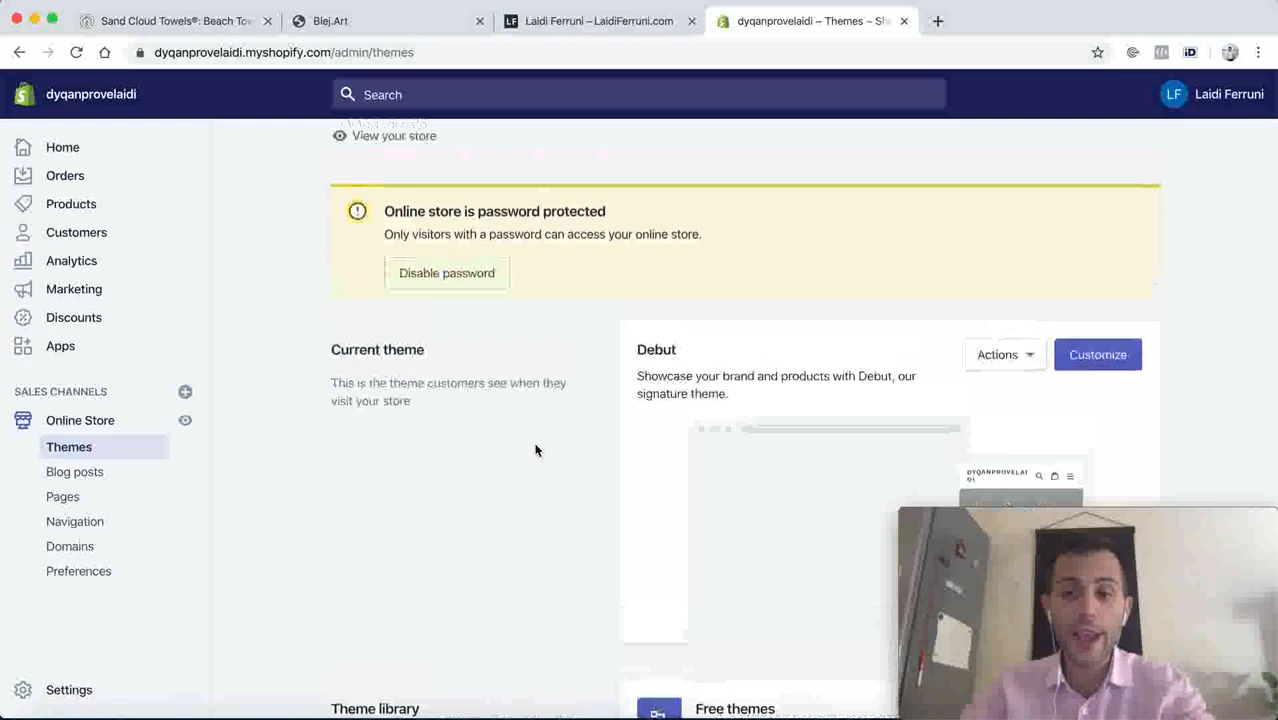 Sand Cloud Towels®: Beach Tow
Blej.Art
LF Laidi Ferruni – LaidiFerruni.com
dyqanprovelaidi ~ Themes ~ Sh
dyqanprovelaidi.myshopify.com/admin/themes
iD
dyqanprovelaidi
Search
LF Laidi Ferruni
View your store
Home
Orders
Products
Customers
Analytics
Marketing
Discounts
Apps
SALES CHANNELS
Online Store
Themes
Blog posts
Pages
Navigation
Domains
Preferences
Settings
Online store is password protected
Only visitors with a password can access your online store.
Disable password
Current theme
This is the theme customers see when they
visit your store
Debut
Actions
Customize
Showcase your brand and products with Debut, our
signature theme.
DYQANPROVELAI
DI
Theme library
Free themes